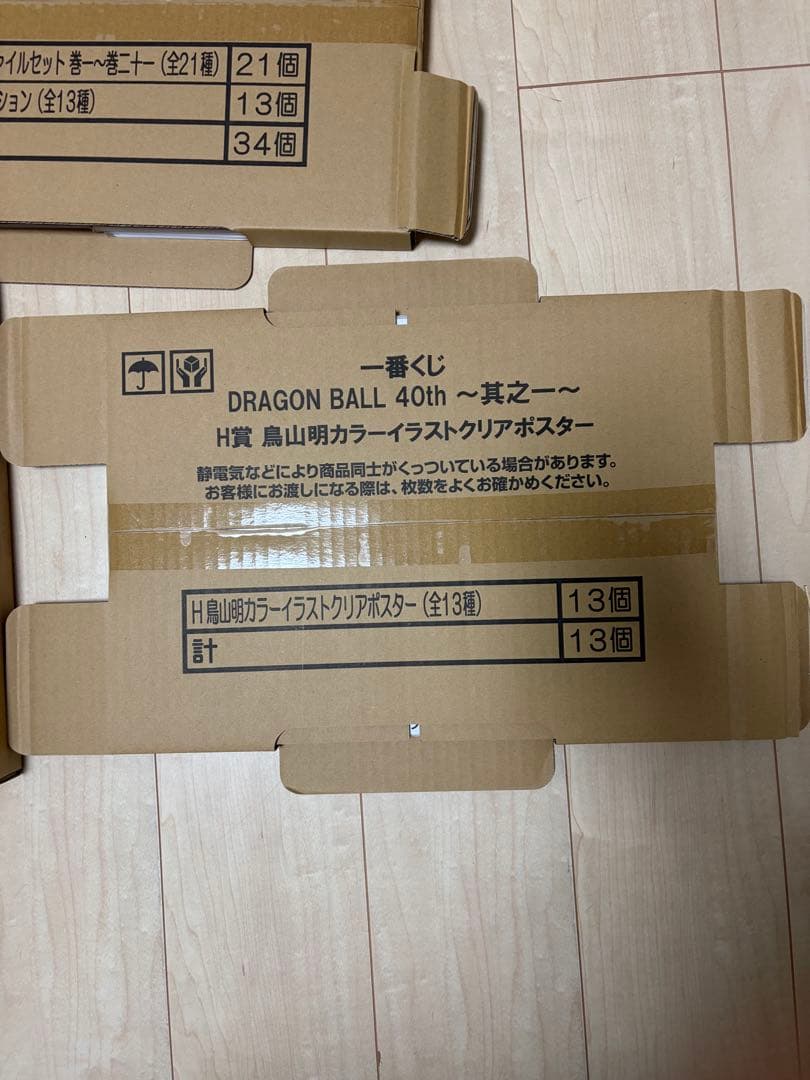 ァイルセット 巻一〜巻二十一（全21種） 21個
ション（全13種） 13個
34個
一番くじ
DRAGON BALL 40th 〜其之一〜
H賞 鳥山明カラーイラストクリアポスター
静電気などにより商品同士がくっついている場合があります。
お客様にお渡しになる際は、枚数をよくお確かめください。
H 鳥山明カラーイラストクリアポスター（全13種） 13個
計 13個